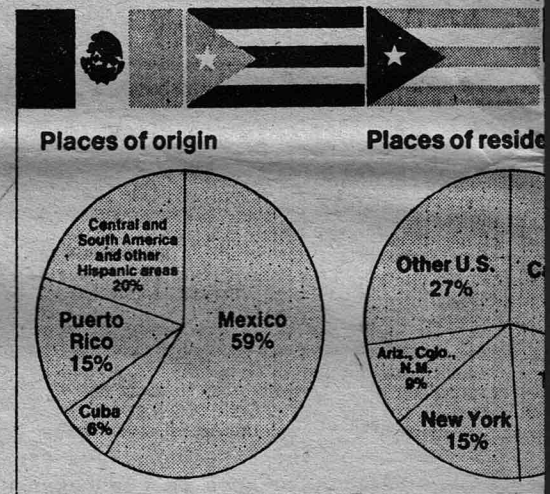 Places of origin
Central and
South America
and other
Hispanic areas
20%
Puerto
Rico
15%
Mexico
59%
Cuba
6%
Places of reside
Other U.S.
27%
Ariz., Colo.,
N.M.
9%
New York
15%